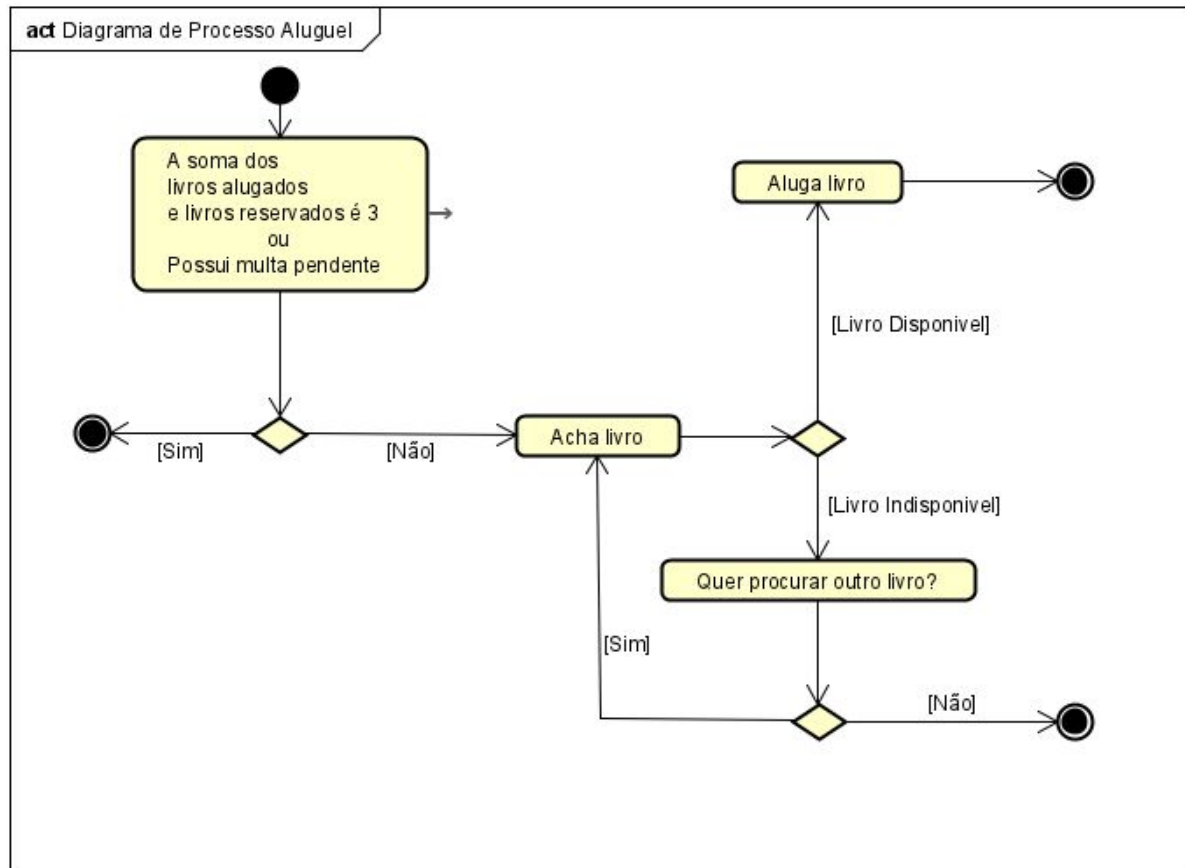 act Diagrama de Processo Aluguel
A soma dos
livros alugados
e livros reservados é 3
ou
Possui multa pendente
Aluga livro
[Livro Disponivel]
[Sim]
[Não]
Acha livro
[Livro Indisponivel]
Quer procurar outro livro?
[Sim]
[Não]